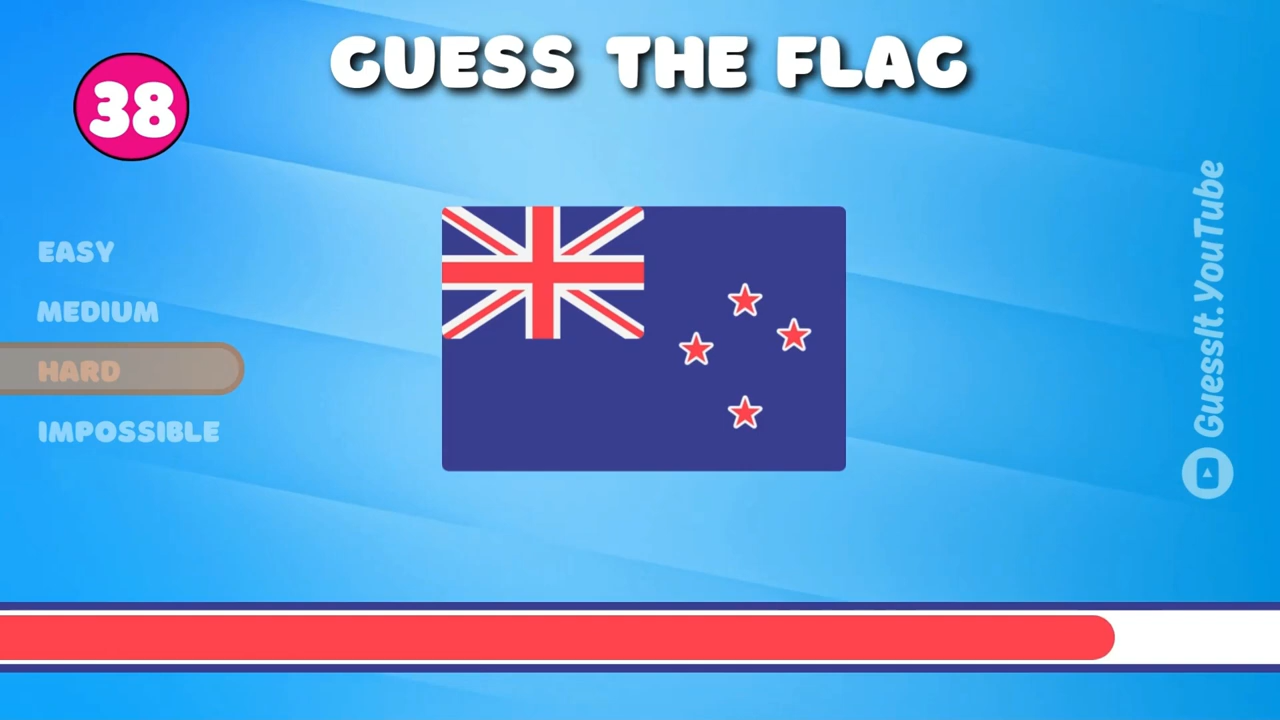 GUESS THE FLAG
38
EASY
MEDIUM
HARD
IMPOSSIBLE
GuessIt.YouTube